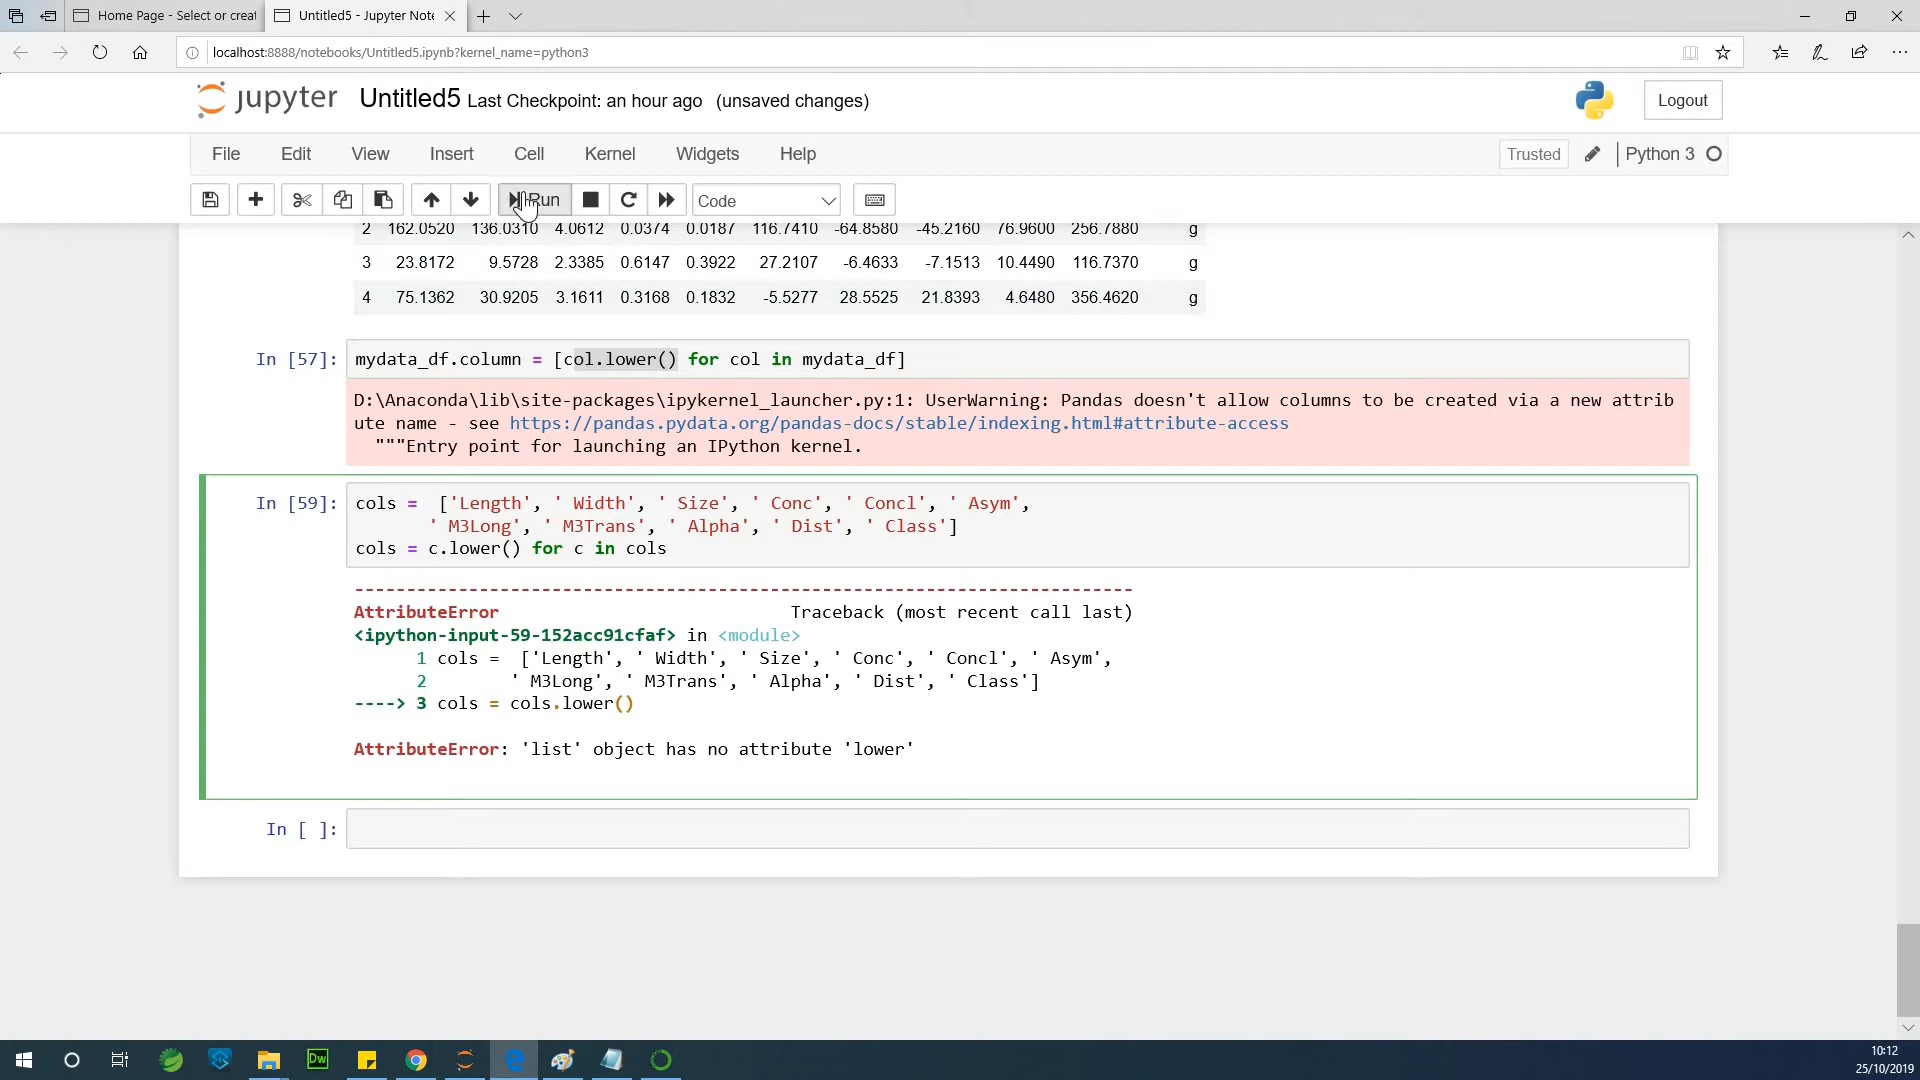 Home Page - Select or creat
Untitled5 - Jupyter Note
localhost:8888/notebooks/Untitled5.ipynb?kernel_name=python3
jupyter Untitled5 Last Checkpoint: an hour ago (unsaved changes)
Logout
File Edit View Insert Cell Kernel Widgets Help
Trusted
Python 3
Run
Code
2 162.0520 136.0310 4.0612 0.0374 0.0187 116.7410 -64.8580 -45.2160 76.9600 256.7880 g
3 23.8172 9.5728 2.3385 0.6147 0.3922 27.2107 -6.4633 -7.1513 10.4490 116.7370 g
4 75.1362 30.9205 3.1611 0.3168 0.1832 -5.5277 28.5525 21.8393 4.6480 356.4620 g
In [57]: mydata_df.column = [col.lower() for col in mydata_df]
D:\Anaconda\lib\site-packages\ipykernel_launcher.py:1: UserWarning: Pandas doesn't allow columns to be created via a new attrib
ute name - see https://pandas.pydata.org/pandas-docs/stable/indexing.html#attribute-access
"""Entry point for launching an IPython kernel.
In [59]: cols = ['Length', ' Width', ' Size', ' Conc', ' Concl', ' Asym',
' M3Long', ' M3Trans', ' Alpha', ' Dist', ' Class']
cols = c.lower() for c in cols
---------------------------------------------------------------------------
AttributeError Traceback (most recent call last)
<ipython-input-59-152acc91cfaf> in <module>
1 cols = ['Length', ' Width', ' Size', ' Conc', ' Concl', ' Asym',
2 ' M3Long', ' M3Trans', ' Alpha', ' Dist', ' Class']
----> 3 cols = cols.lower()
AttributeError: 'list' object has no attribute 'lower'
In [ ]:
Dw
10:12
25/10/2019